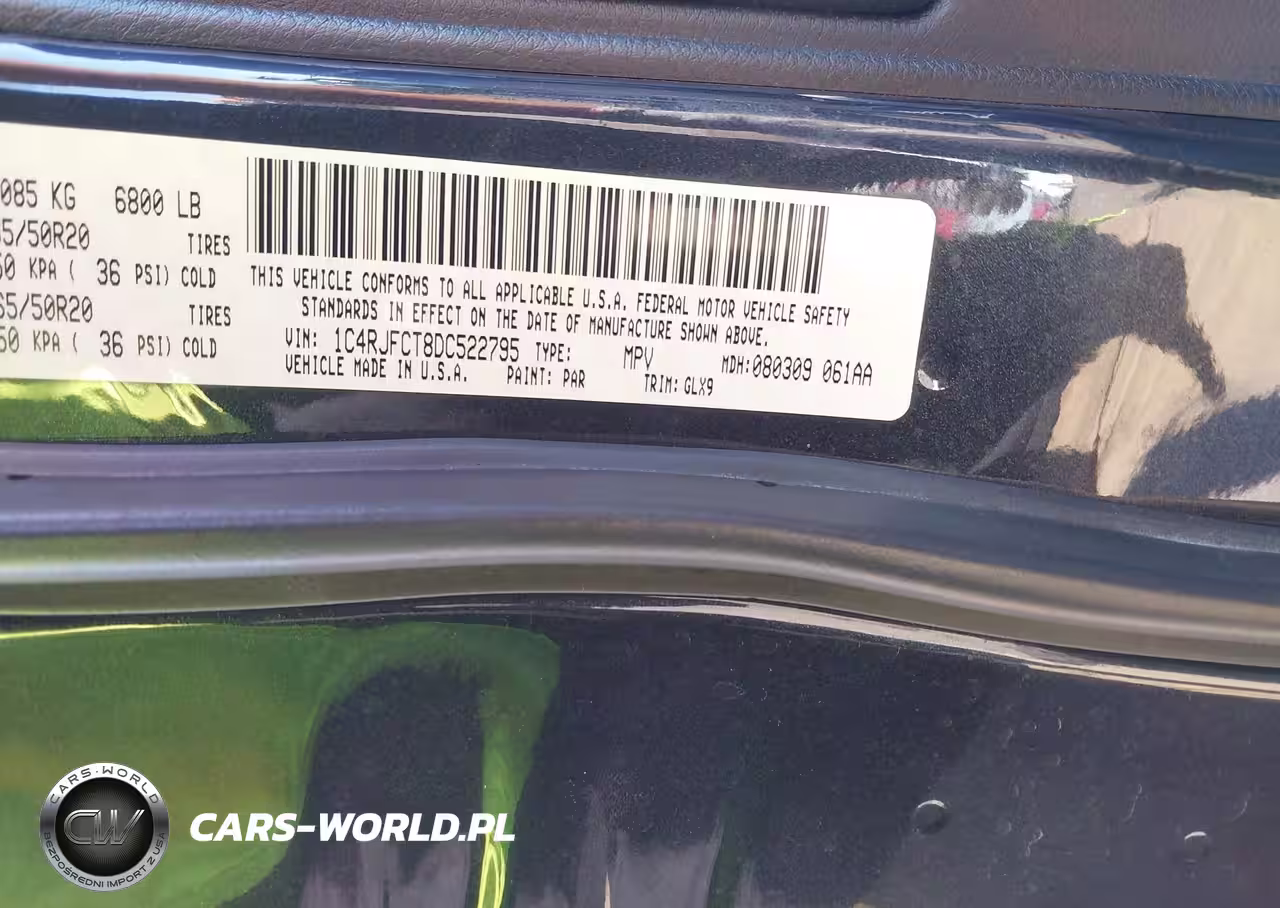 085 KG 6800 LB
5/50R20 TIRES
50 KPA ( 36 PSI) COLD
55/50R20 TIRES
50 KPA ( 36 PSI) COLD
THIS VEHICLE CONFORMS TO ALL APPLICABLE U.S.A. FEDERAL MOTOR VEHICLE SAFETY
STANDARDS IN EFFECT ON THE DATE OF MANUFACTURE SHOWN ABOVE.
VIN: 1C4RJFCT8DC522795 TYPE: MPV MDH:080309 061AA
VEHICLE MADE IN U.S.A. PAINT: PAR TRIM: GLX9
CARS-WORLD
CW
BEZPOŚREDNI IMPORT Z USA
CARS-WORLD.PL